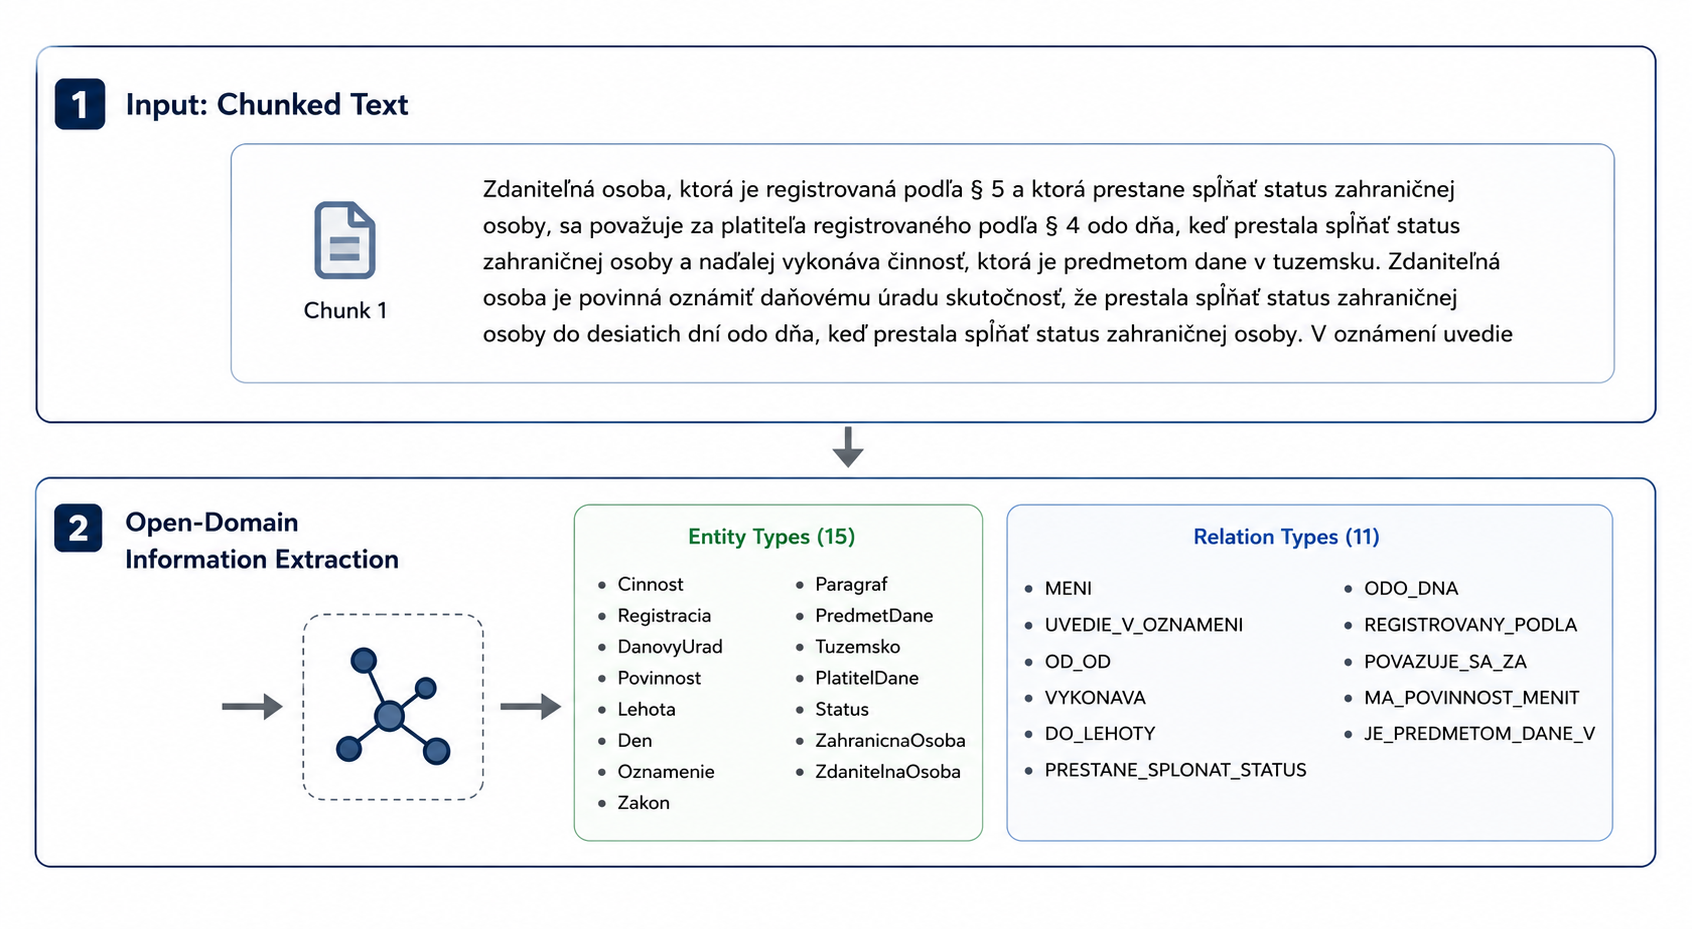 1 Input: Chunked Text
Chunk 1
Zdaniteľná osoba, ktorá je registrovaná podľa § 5 a ktorá prestane spĺňať status zahraničnej
osoby, sa považuje za platiteľa registrovaného podľa § 4 odo dňa, keď prestala spĺňať status
zahraničnej osoby a naďalej vykonáva činnosť, ktorá je predmetom dane v tuzemsku. Zdaniteľná
osoba je povinná oznámiť daňovému úradu skutočnosť, že prestala spĺňať status zahraničnej
osoby do desiatich dní odo dňa, keď prestala spĺňať status zahraničnej osoby. V oznámení uvedie
2 Open-Domain
Information Extraction
Entity Types (15)
• Cinnost
• Registracia
• DanovyUrad
• Povinnost
• Lehota
• Den
• Oznamenie
• Zakon
• Paragraf
• PredmetDane
• Tuzemsko
• PlatitelDane
• Status
• ZahranicnaOsoba
• ZdanitelnaOsoba
Relation Types (11)
• MENI
• UVEDIE_V_OZNAMENI
• OD_OD
• VYKONAVA
• DO_LEHOTY
• PRESTANE_SPLONAT_STATUS
• ODO_DNA
• REGISTROVANY_PODLA
• POVAZUJE_SA_ZA
• MA_POVINNOST_MENIT
• JE_PREDMETOM_DANE_V